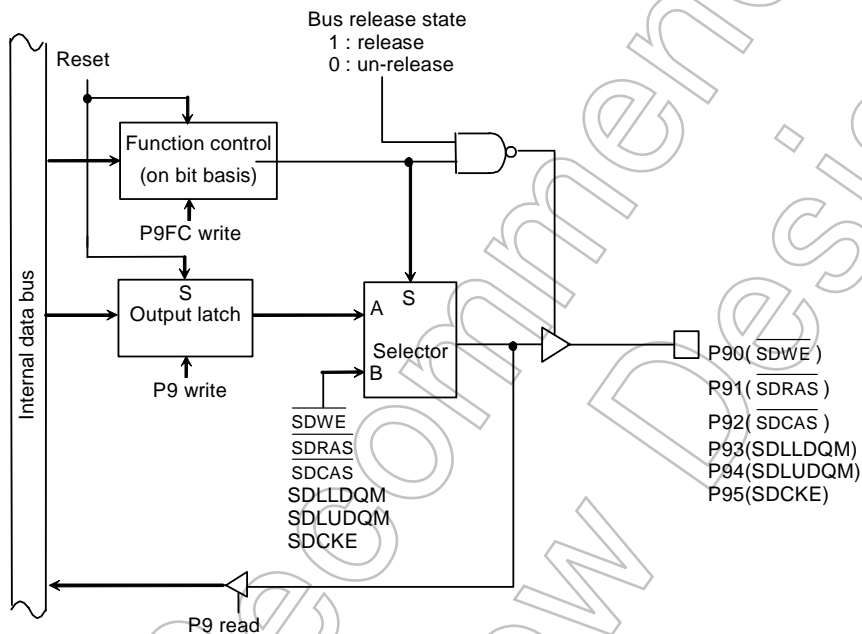 Bus release state
1 : release
0 : un-release
Reset
Function control
(on bit basis)
P9FC write
S
Output latch
P9 write
Internal data bus
A
S
Selector
B
SDWE
SDRAS
SDCAS
SDLLDQM
SDLUDQM
SDCKE
P90( SDWE )
P91( SDRAS )
P92( SDCAS )
P93(SDLLDQM)
P94(SDLUDQM)
P95(SDCKE)
P9 read